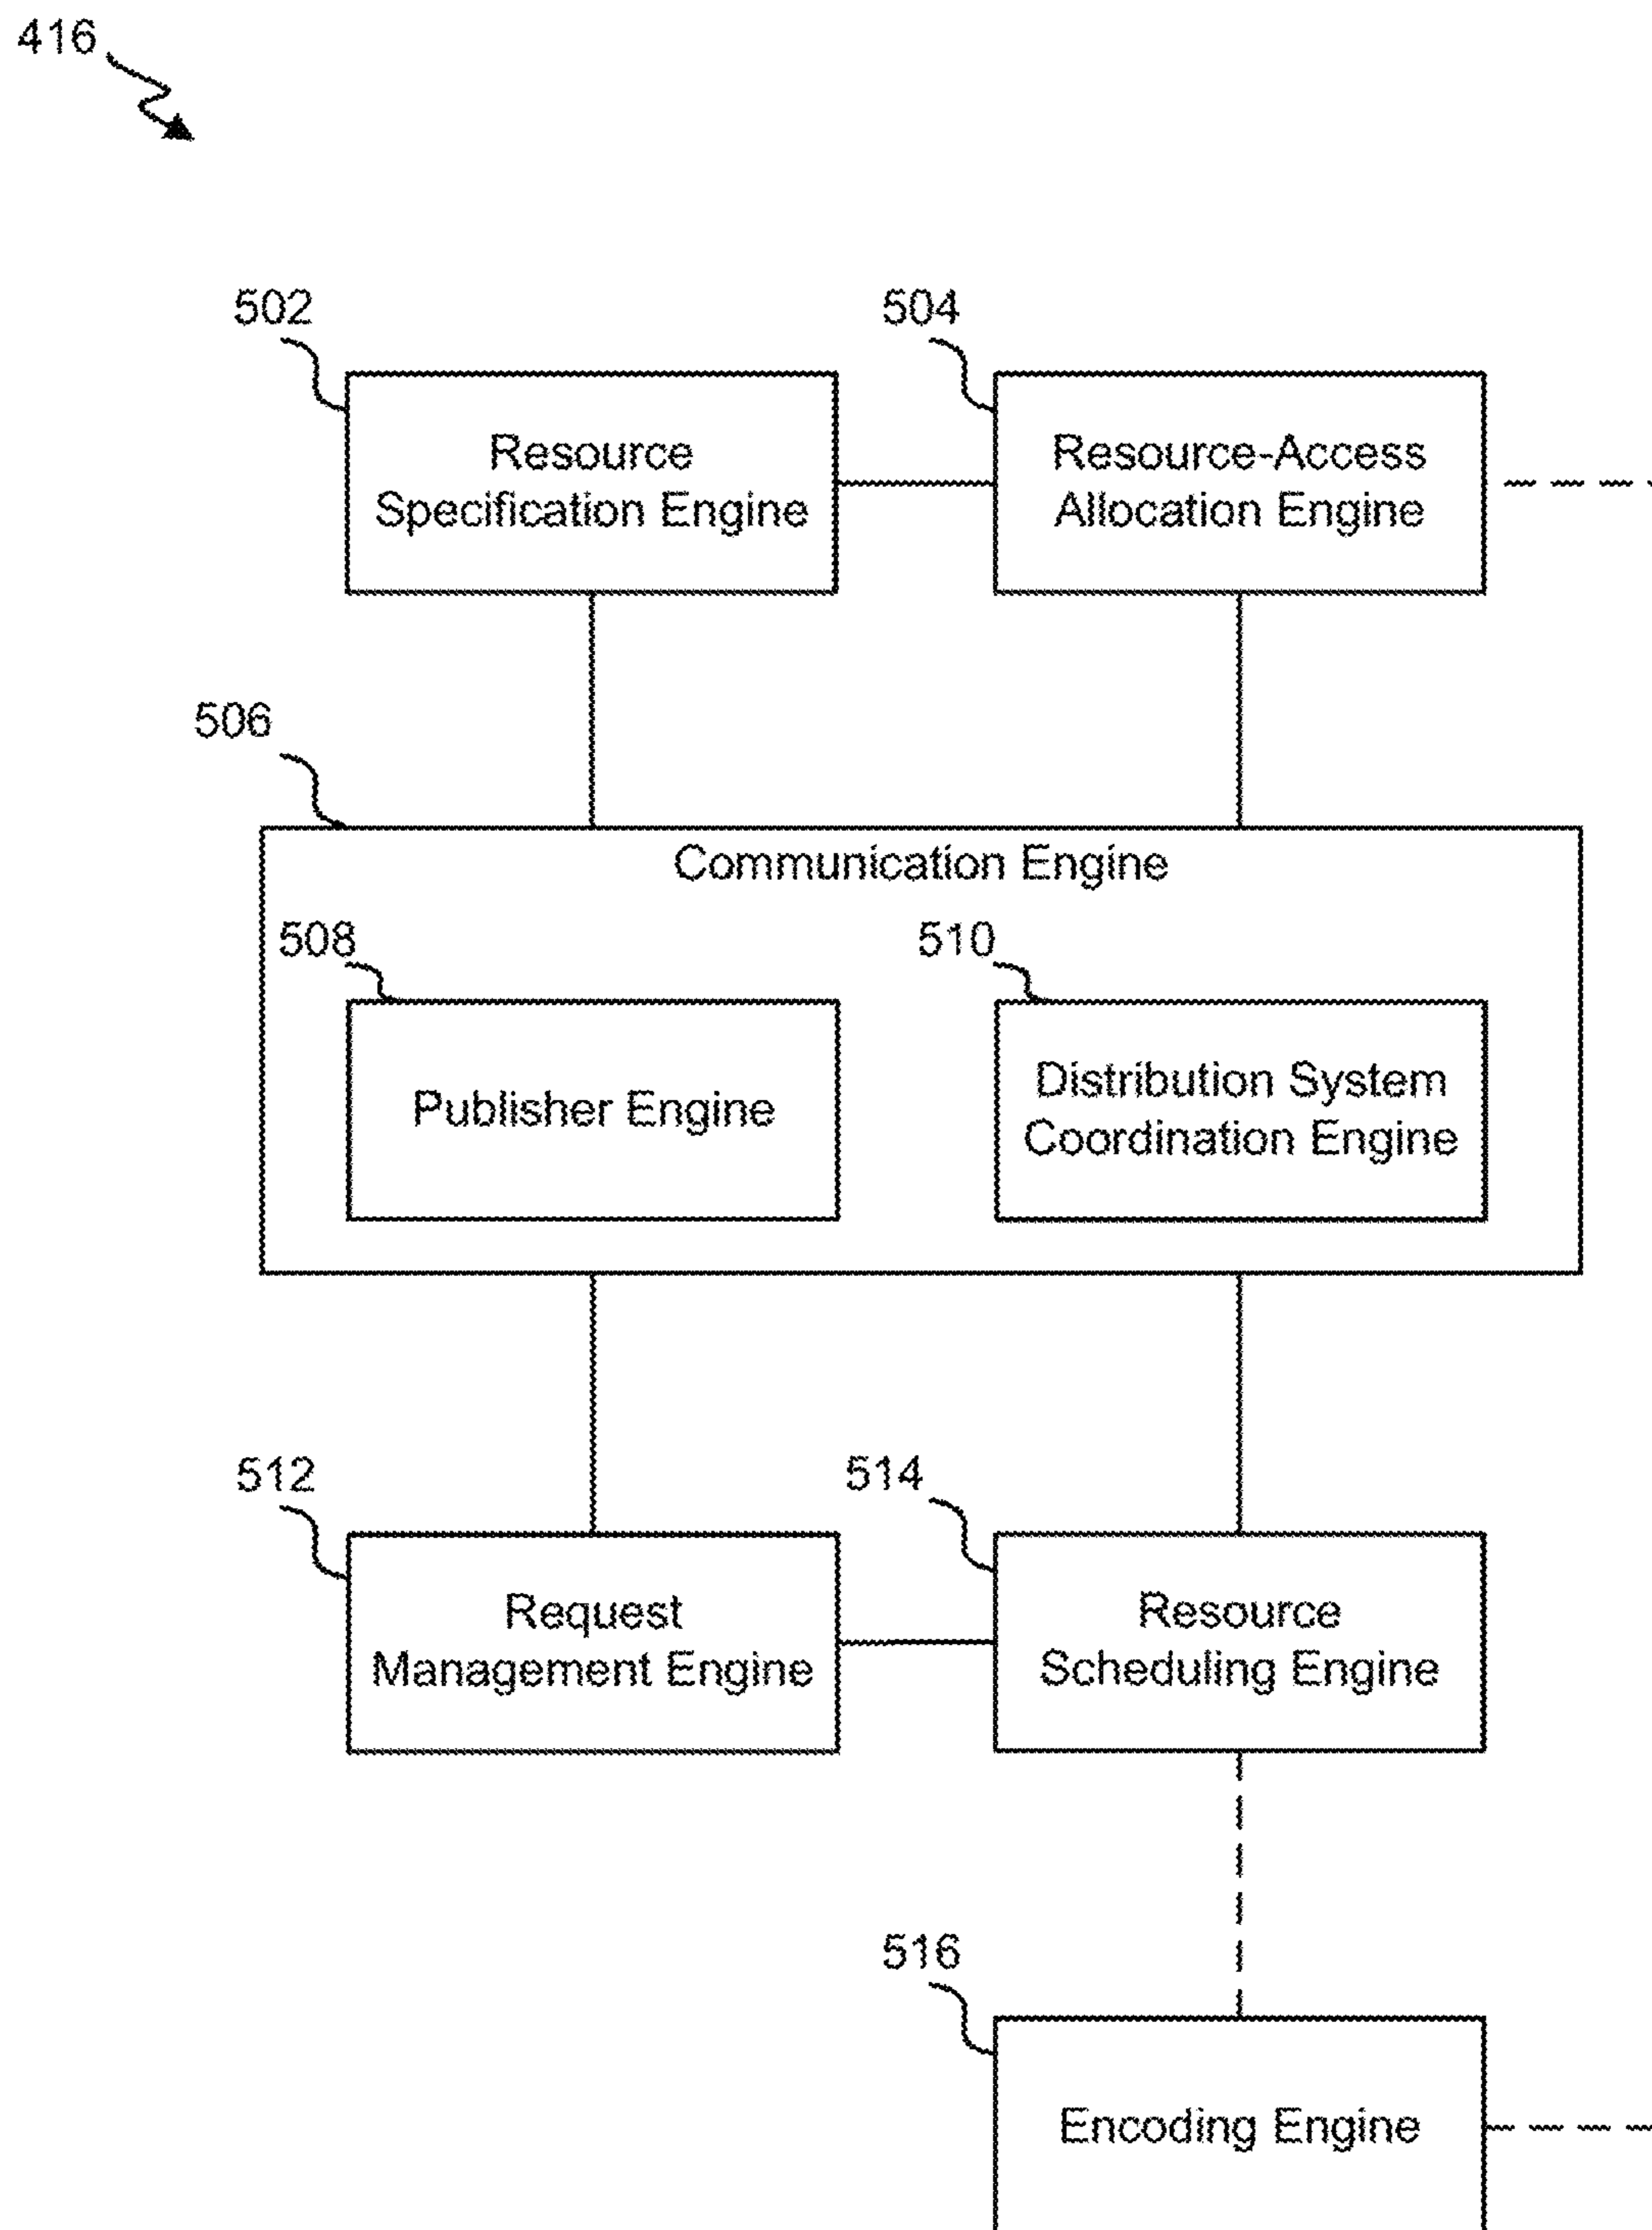 416
502
504
Resource
Specification Engine
Resource-Access
Allocation Engine
506
Communication Engine
508
510
Publisher Engine
Distribution System
Coordination Engine
512
514
Request
Management Engine
Resource
Scheduling Engine
516
Encoding Engine